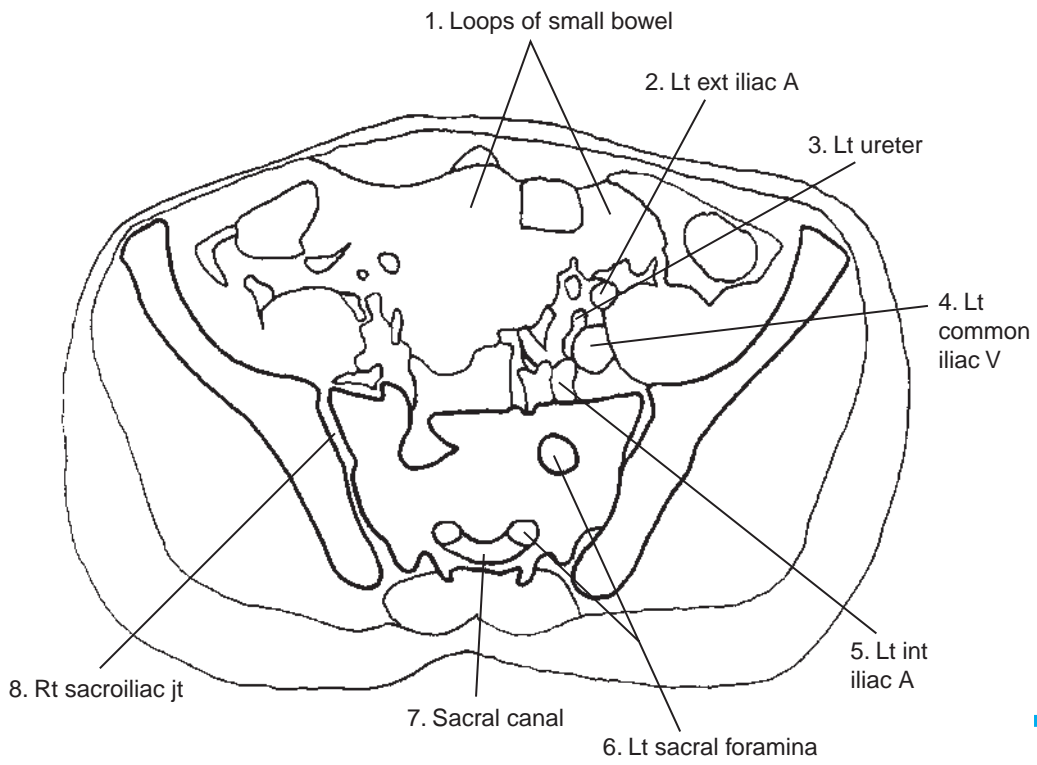 1. Loops of small bowel
2. Lt ext iliac A
3. Lt ureter
4. Lt
common
iliac V
5. Lt int
iliac A
6. Lt sacral foramina
7. Sacral canal
8. Rt sacroiliac jt